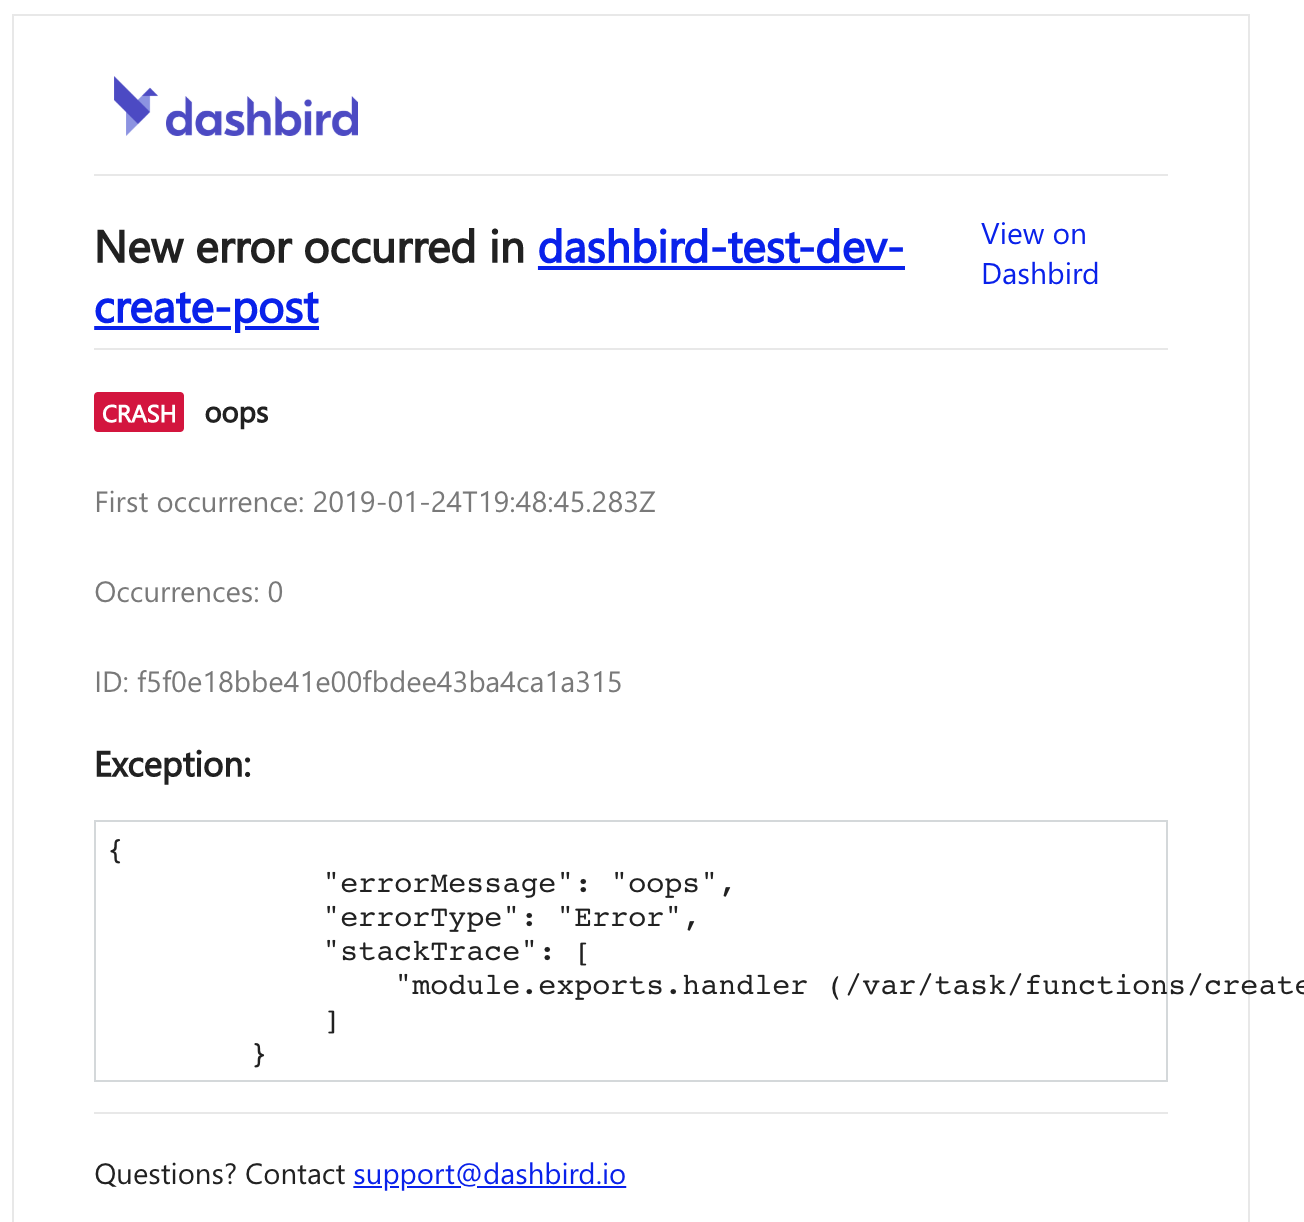 dashbird
New error occurred in dashbird-test-dev-
create-post
View on
Dashbird
CRASH oops
First occurrence: 2019-01-24T19:48:45.283Z
Occurrences: 0
ID: f5f0e18bbe41e00fbdee43ba4ca1a315
Exception:
{
"errorMessage": "oops",
"errorType": "Error",
"stackTrace": [
"module.exports.handler (/var/task/functions/create
]
}
Questions? Contact support@dashbird.io